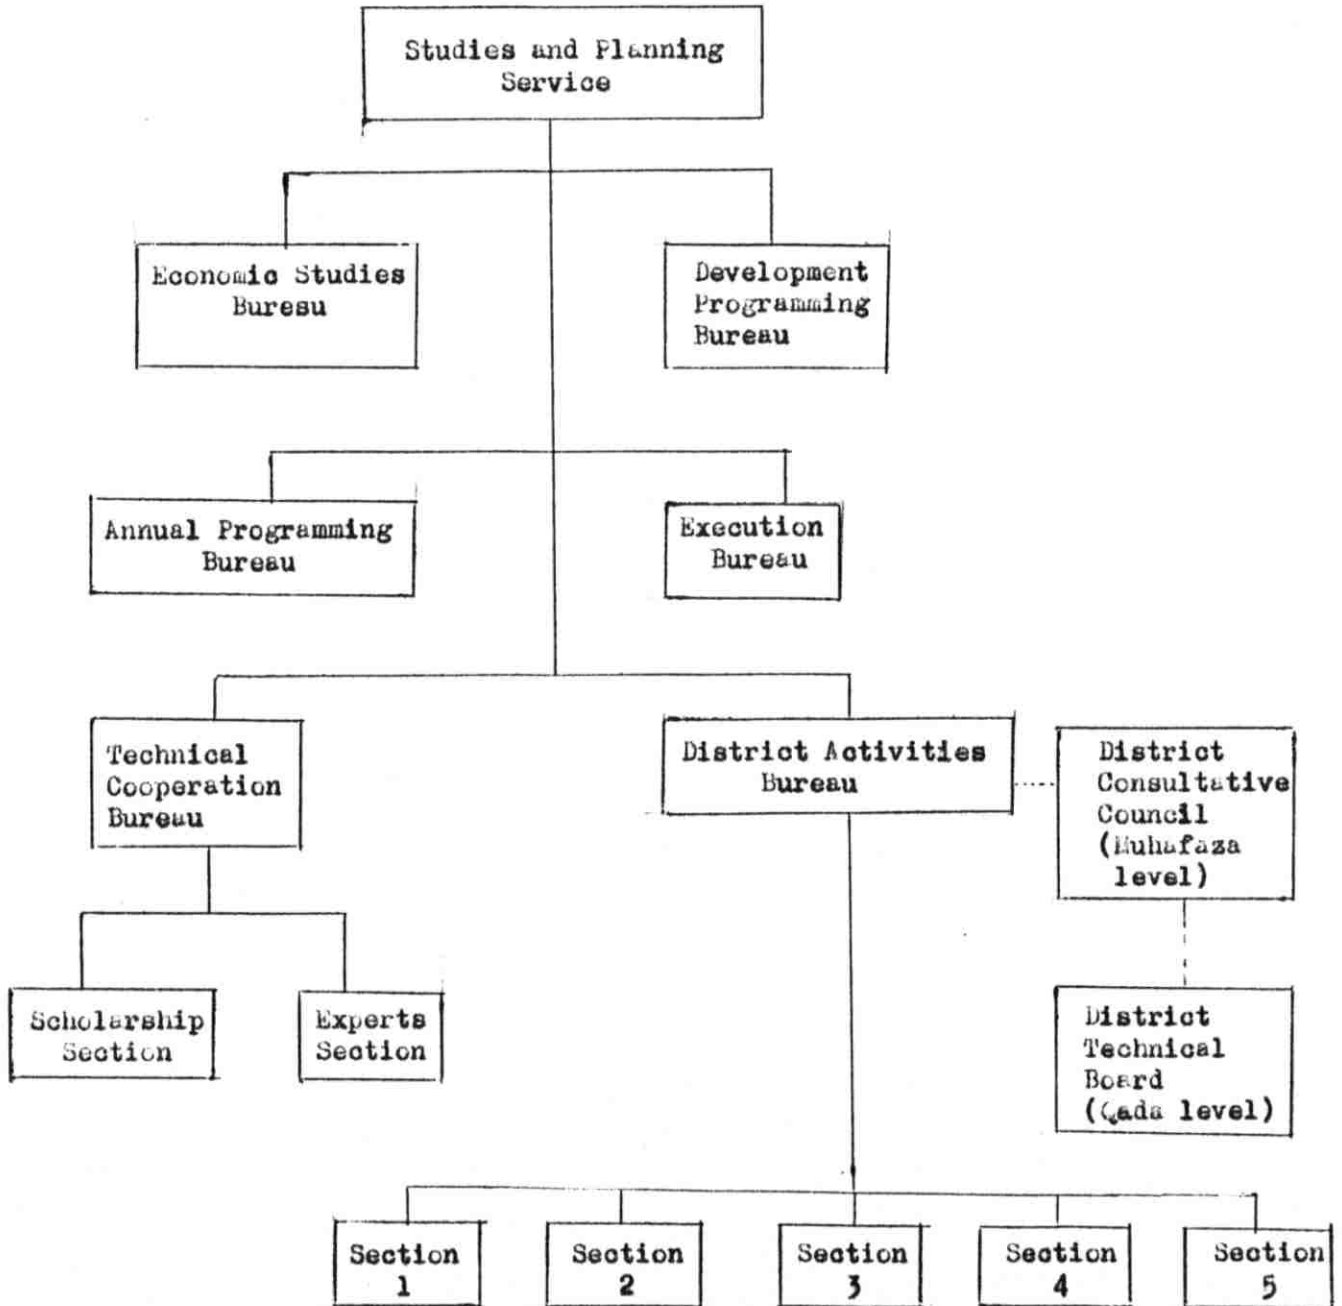 Studies and Planning
Service
Economic Studies
Bureau
Development
Programming
Bureau
Annual Programming
Bureau
Execution
Bureau
Technical
Cooperation
Bureau
District Activities
Bureau
District
Consultative
Council
(Muhafaza
level)
Scholarship
Section
Experts
Section
District
Technical
Board
(Qada level)
Section
1
Section
2
Section
3
Section
4
Section
5